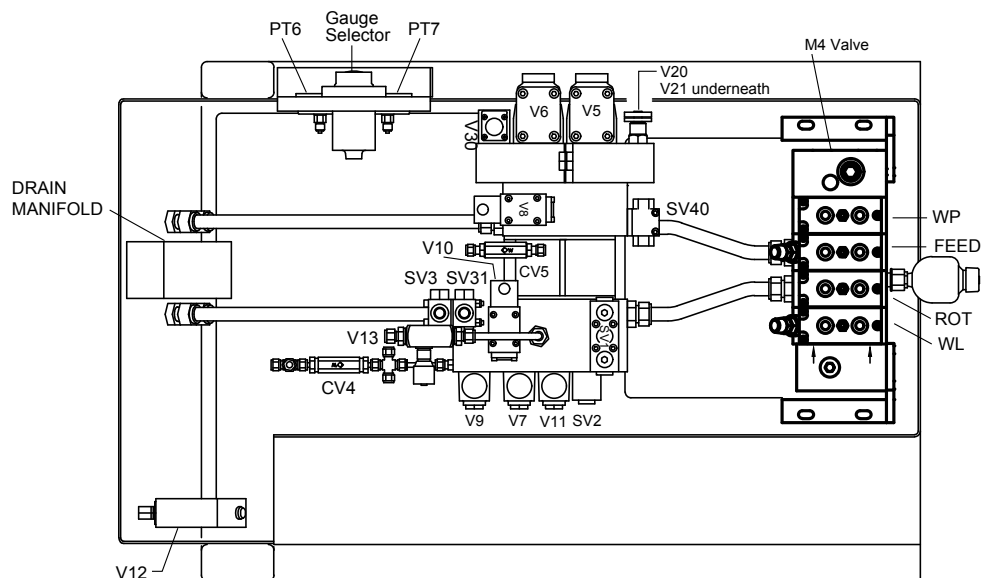 PT6
Gauge
Selector
PT7
M4 Valve
V20
V21 underneath
V6
V5
V30
DRAIN
MANIFOLD
V8
SV40
WP
FEED
V10
CV5
SV3
SV31
ROT
V13
SV1
WL
CV4
V9
V7
V11
SV2
V12